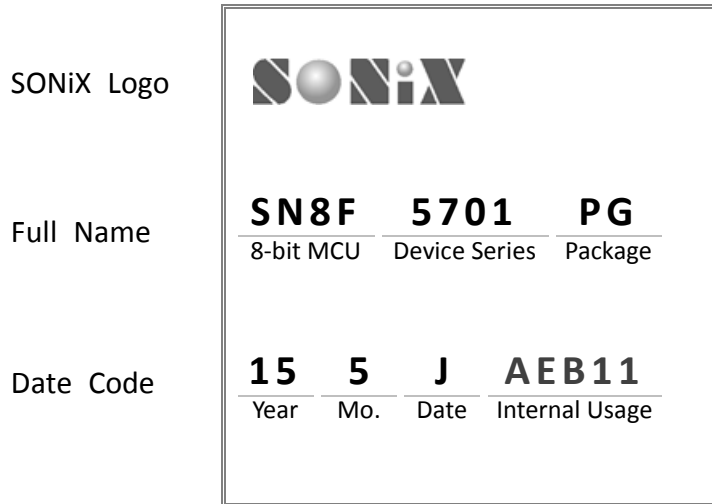 SONiX Logo
SONiX
Full Name
SN8F 5701 PG
8-bit MCU Device Series Package
Date Code
15 5 J AEB11
Year Mo. Date Internal Usage